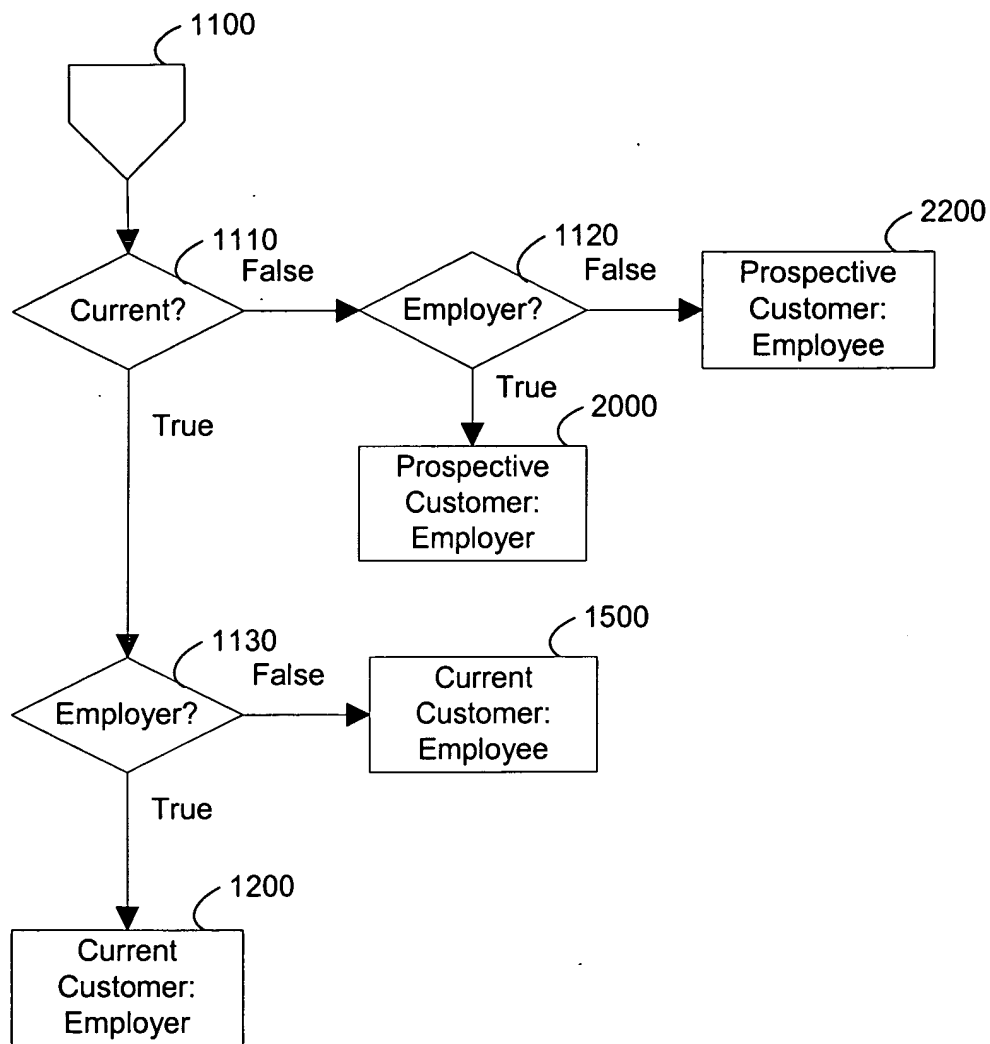 1100
1110
False
Current?
1120
False
Employer?
2200
Prospective
Customer:
Employee
True
True
2000
Prospective
Customer:
Employer
1130
False
Employer?
1500
Current
Customer:
Employee
True
1200
Current
Customer:
Employer